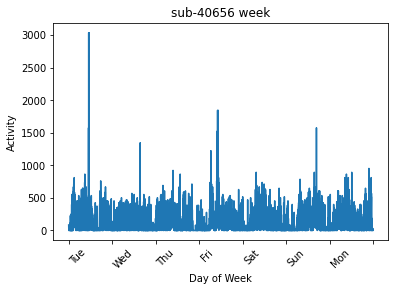 sub-40656 week
3000
2500
2000
1500
1000
500
0
Activity
Tue
Wed
Thu
Fri
Sat
Sun
Mon
Day of Week